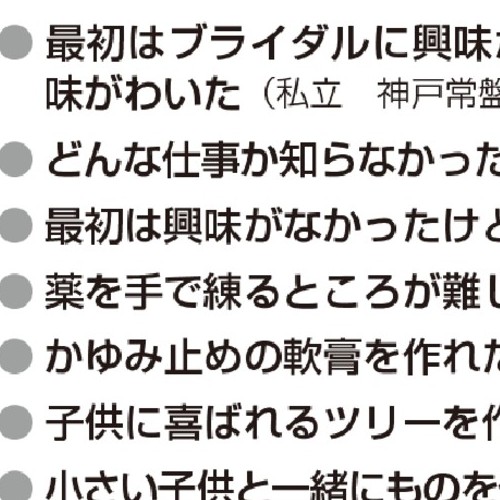 ● 最初はブライダルに興味が
味がわいた（私立　神戸常盤
● どんな仕事か知らなかった
● 最初は興味がなかったけど
● 薬を手で練るところが難し
● かゆみ止めの軟膏を作れた
● 子供に喜ばれるツリーを作
● 小さい子供と一緒にものを